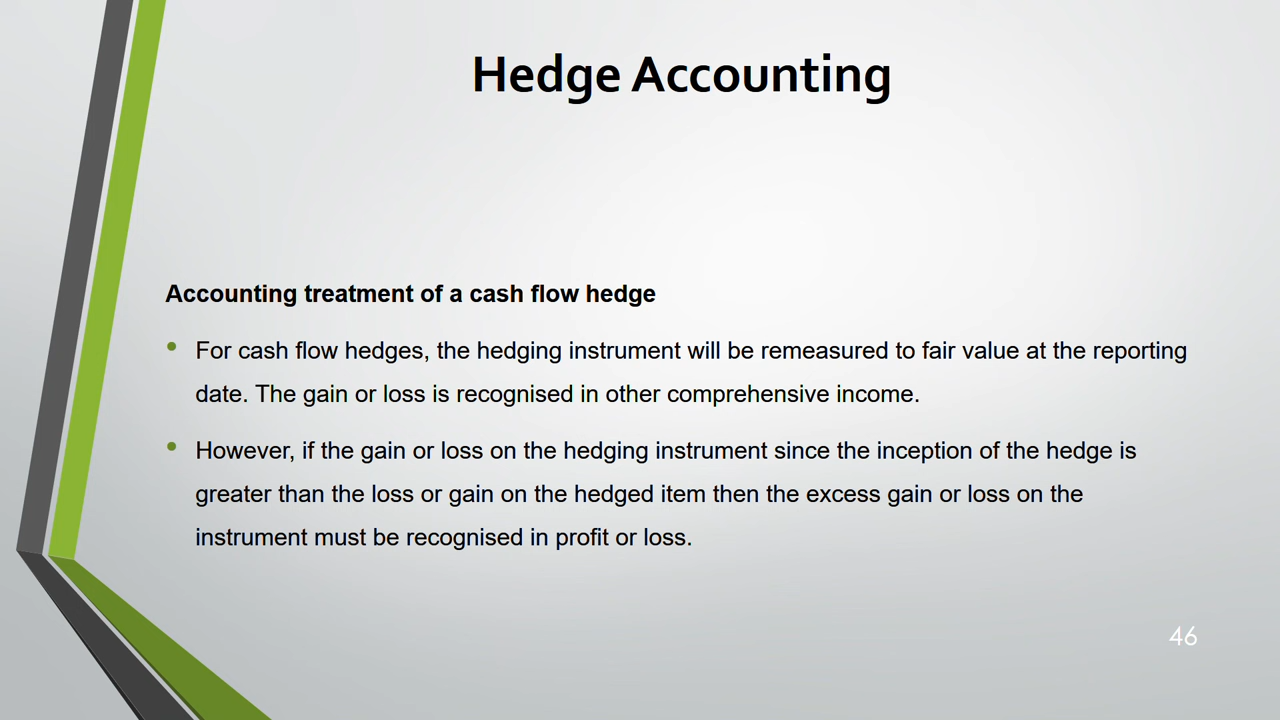 Hedge Accounting
Accounting treatment of a cash flow hedge
• For cash flow hedges, the hedging instrument will be remeasured to fair value at the reporting
date. The gain or loss is recognised in other comprehensive income.
• However, if the gain or loss on the hedging instrument since the inception of the hedge is
greater than the loss or gain on the hedged item then the excess gain or loss on the
instrument must be recognised in profit or loss.
46